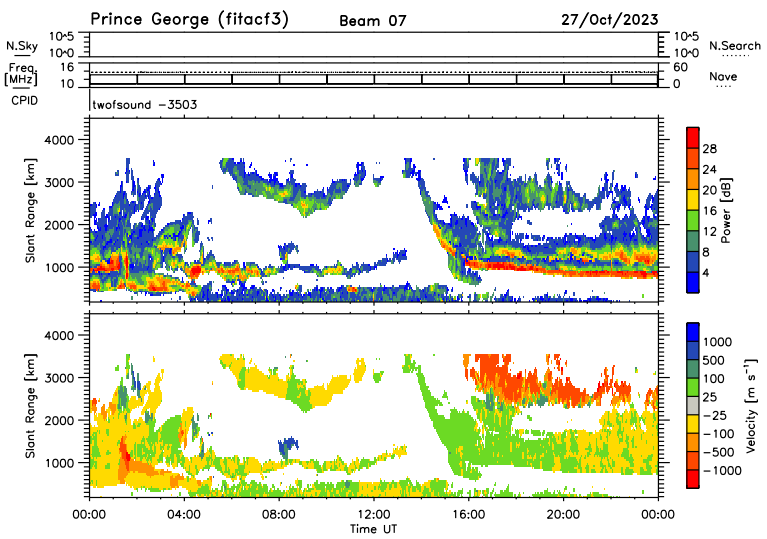 Prince George (fitacf3) Beam 07 27/Oct/2023
N.Sky 10^5 10^5 N.Search
10^0 10^0
Freq. 16 60
[MHz] 10 0 Nave
CPID twofsound -3503
4000
3000
2000
1000
Slant Range [km]
28
24
20
16
12
8
4
Power [dB]
4000
3000
2000
1000
Slant Range [km]
1000
500
100
25
-25
-100
-500
-1000
Velocity [m s⁻¹]
00:00 04:00 08:00 12:00 16:00 20:00 00:00
Time UT